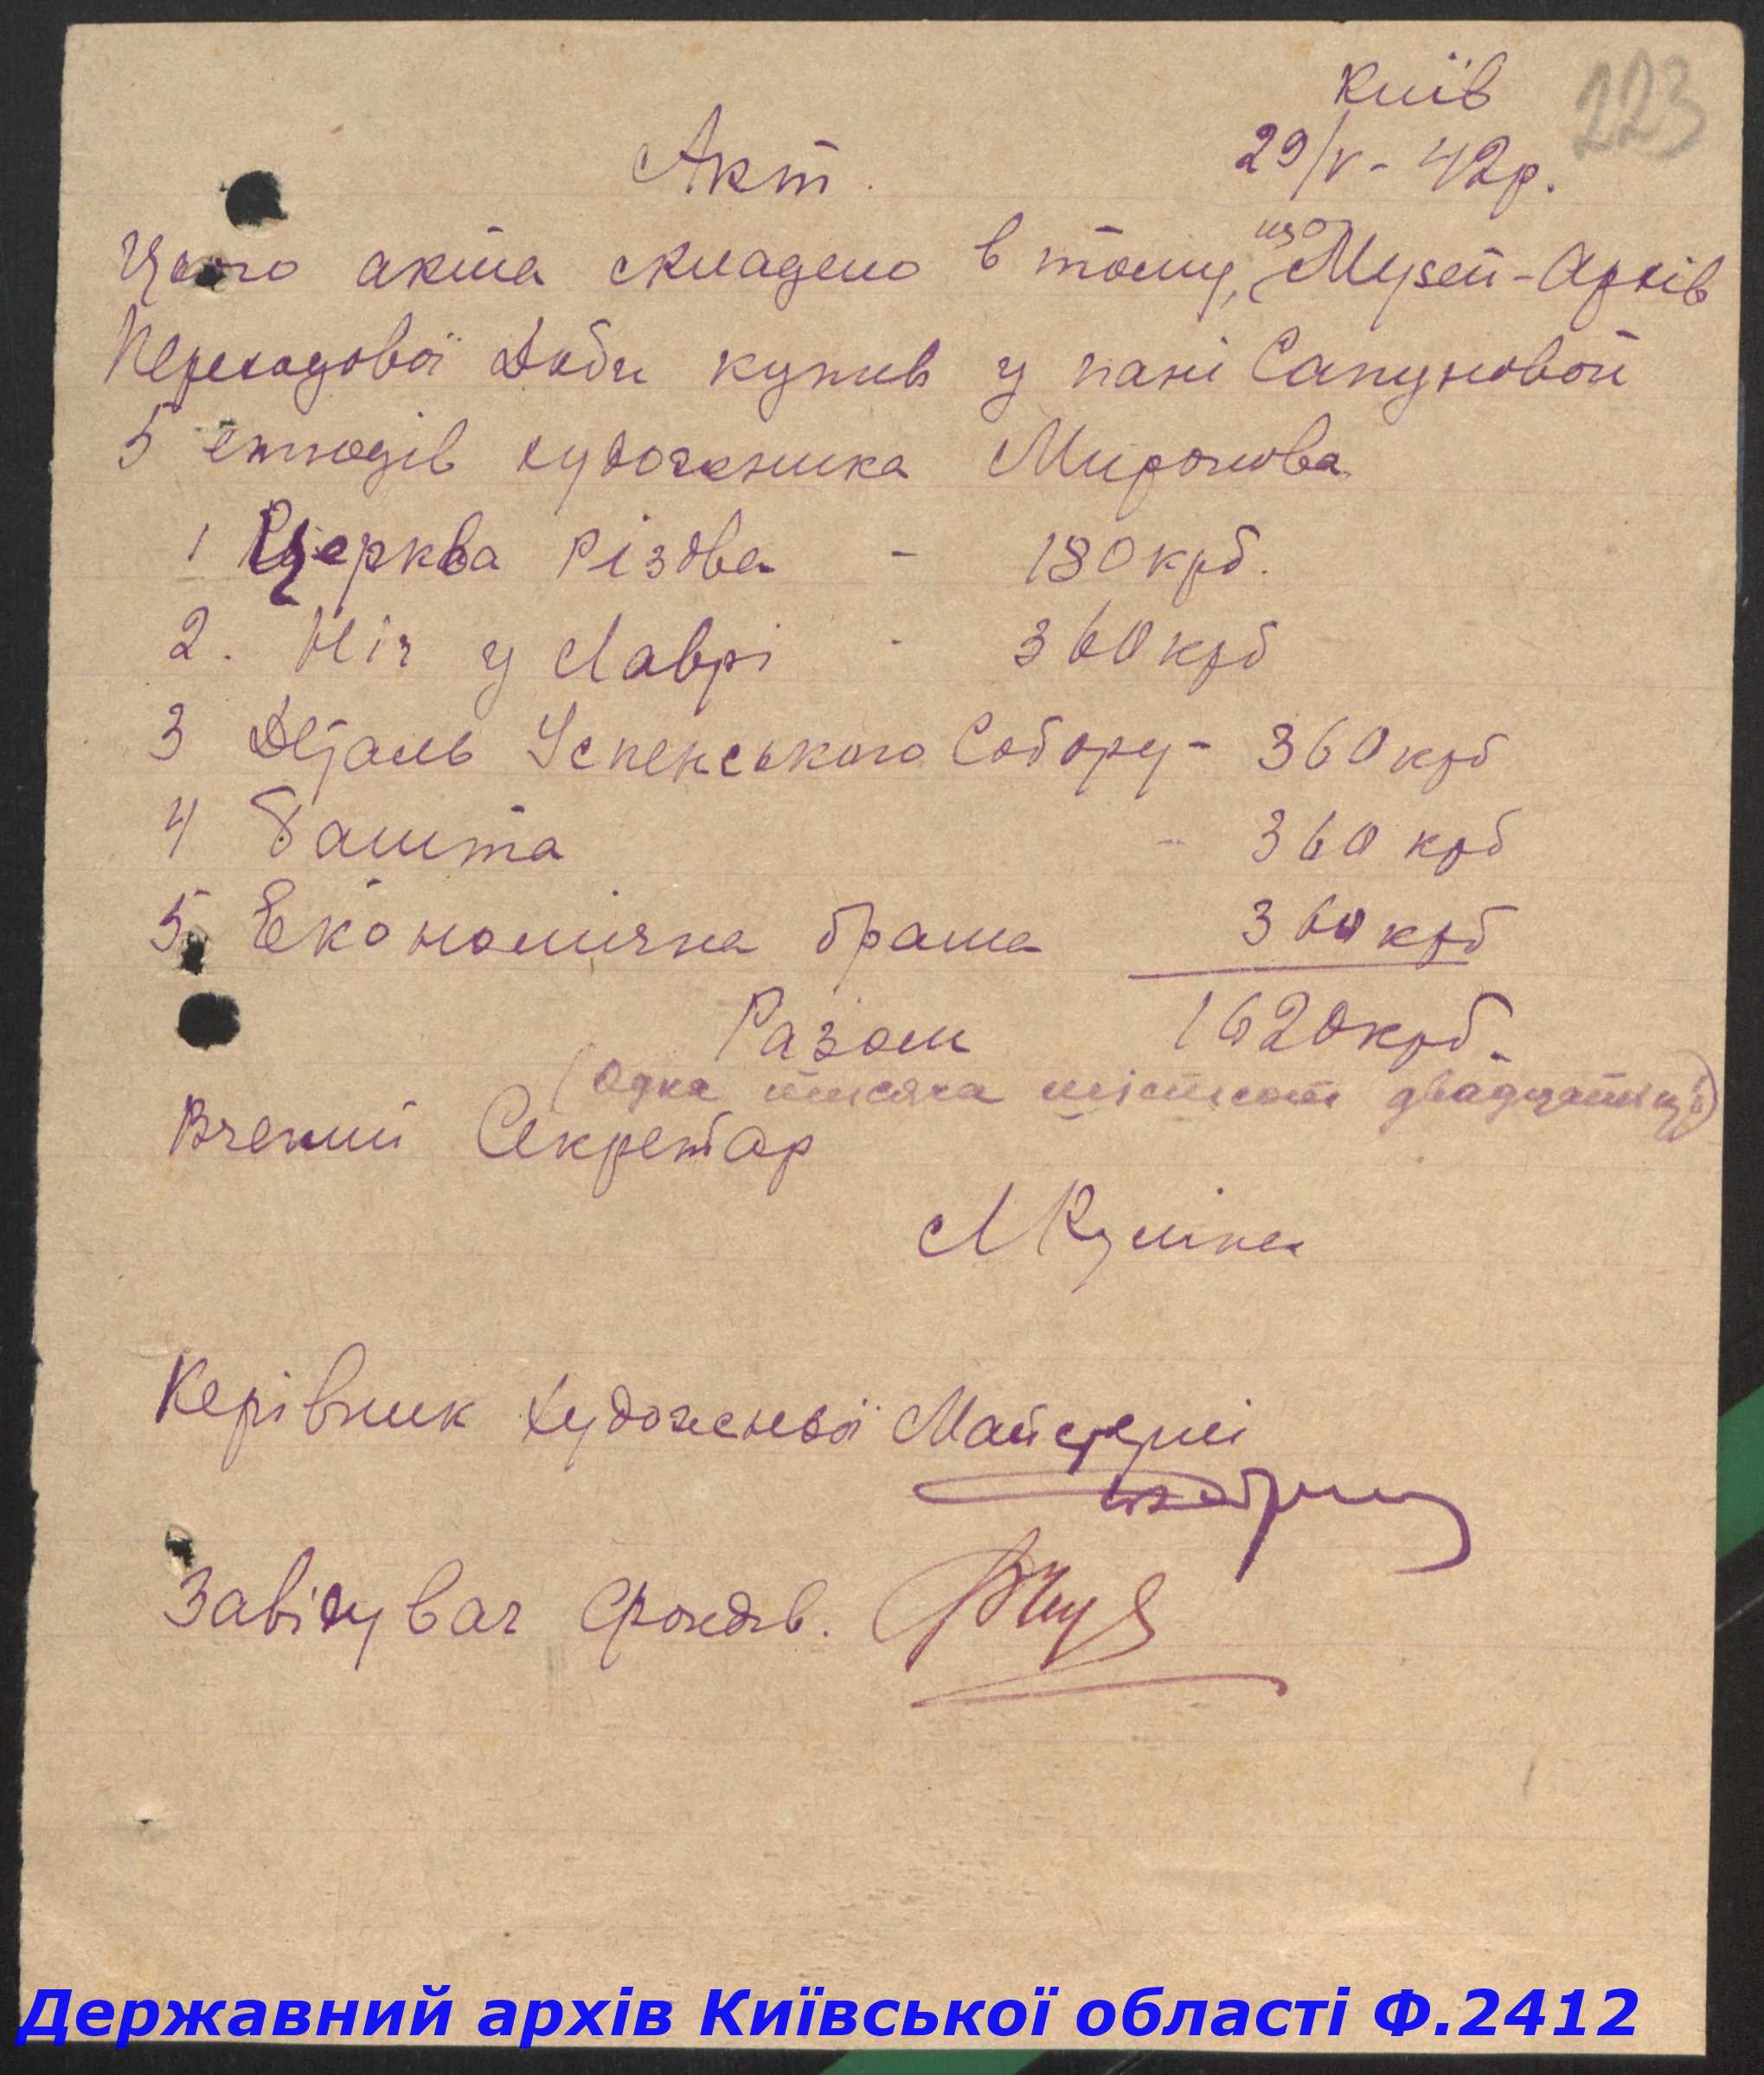 223
Київ
29/V - 42р.
Акт.
Цього акта складено в тому, що Музей-Архів
Переходової Доби купив у пані Сапуновой
5 етюдів художника Миронова
1 Церква Різдва - 180 крб.
2. Ніч у Лаврі - 360 крб
3 Деталь Успенського Собору - 360 крб
4 Башта - 360 крб
5 Економічна брама 360 крб
Разом 1620 крб.
(Одна тисяча шістсот двадцять
Вчений Секретар
Керівник Художньої Майстерні
Завідувач Фондів.
Державний архів Київської області Ф.2412